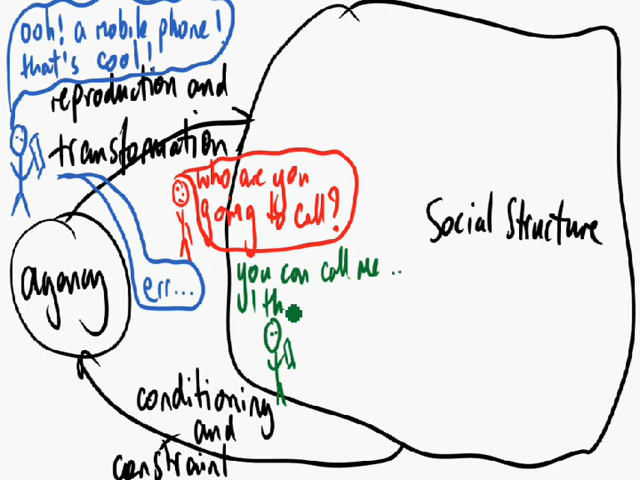 ooh! a mobile phone!
that's cool!
reproduction and
transformation
who are you
going to call?
Social Structure
you can call me ..
I th
agency
err...
conditioning
and
constraint